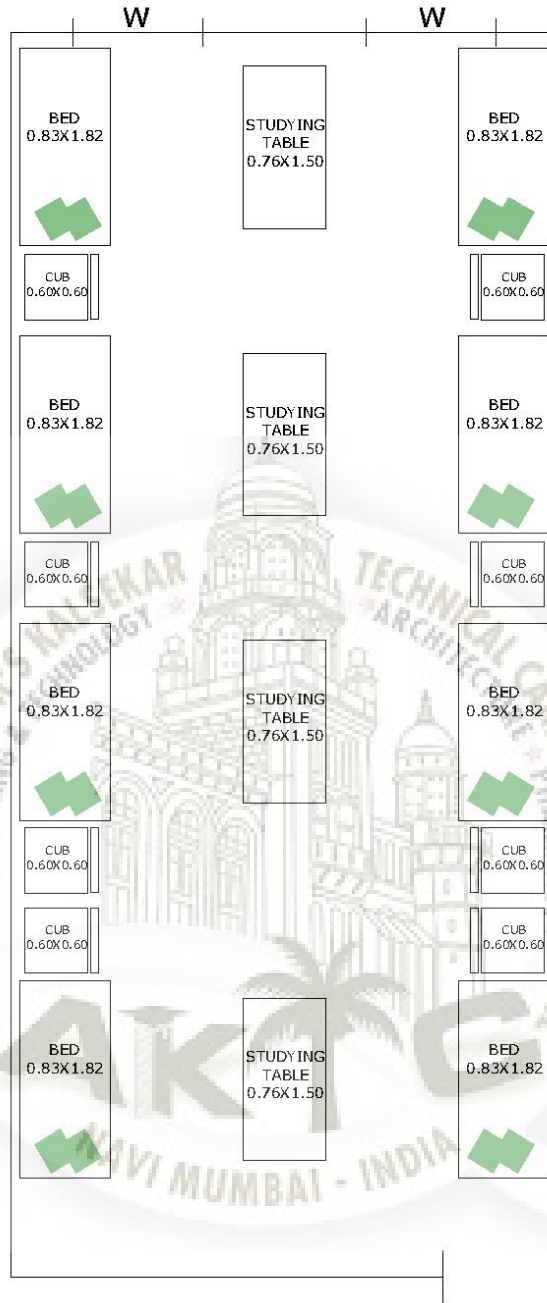 W W
BED
0.83X1.82
STUDYING
TABLE
0.76X1.50
BED
0.83X1.82
CUB
0.60X0.60
CUB
0.60X0.60
BED
0.83X1.82
STUDYING
TABLE
0.76X1.50
BED
0.83X1.82
CUB
0.60X0.60
CUB
0.60X0.60
KALSEKAR TECHNICAL
& TECHNOLOGY ARCHITECTURE
BED
0.83X1.82
STUDYING
TABLE
0.76X1.50
BED
0.83X1.82
CUB
0.60X0.60
CUB
0.60X0.60
CUB
0.60X0.60
CUB
0.60X0.60
BED
0.83X1.82
STUDYING
TABLE
0.76X1.50
BED
0.83X1.82
AKTC
NAVI MUMBAI - INDIA